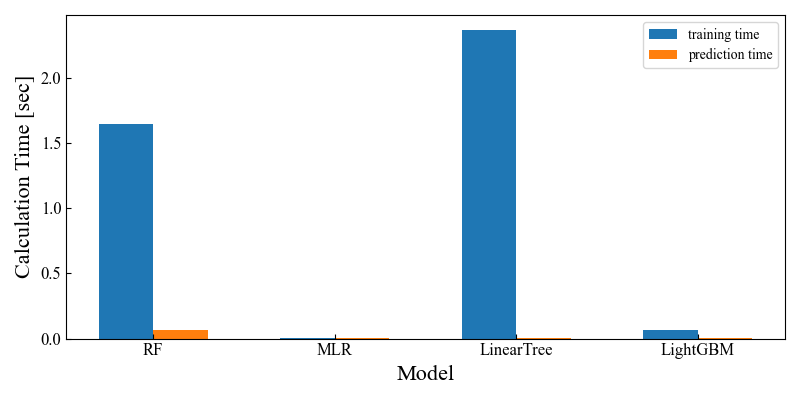 training time
prediction time
Calculation Time [sec]
2.0
1.5
1.0
0.5
0.0
RF MLR LinearTree LightGBM
Model